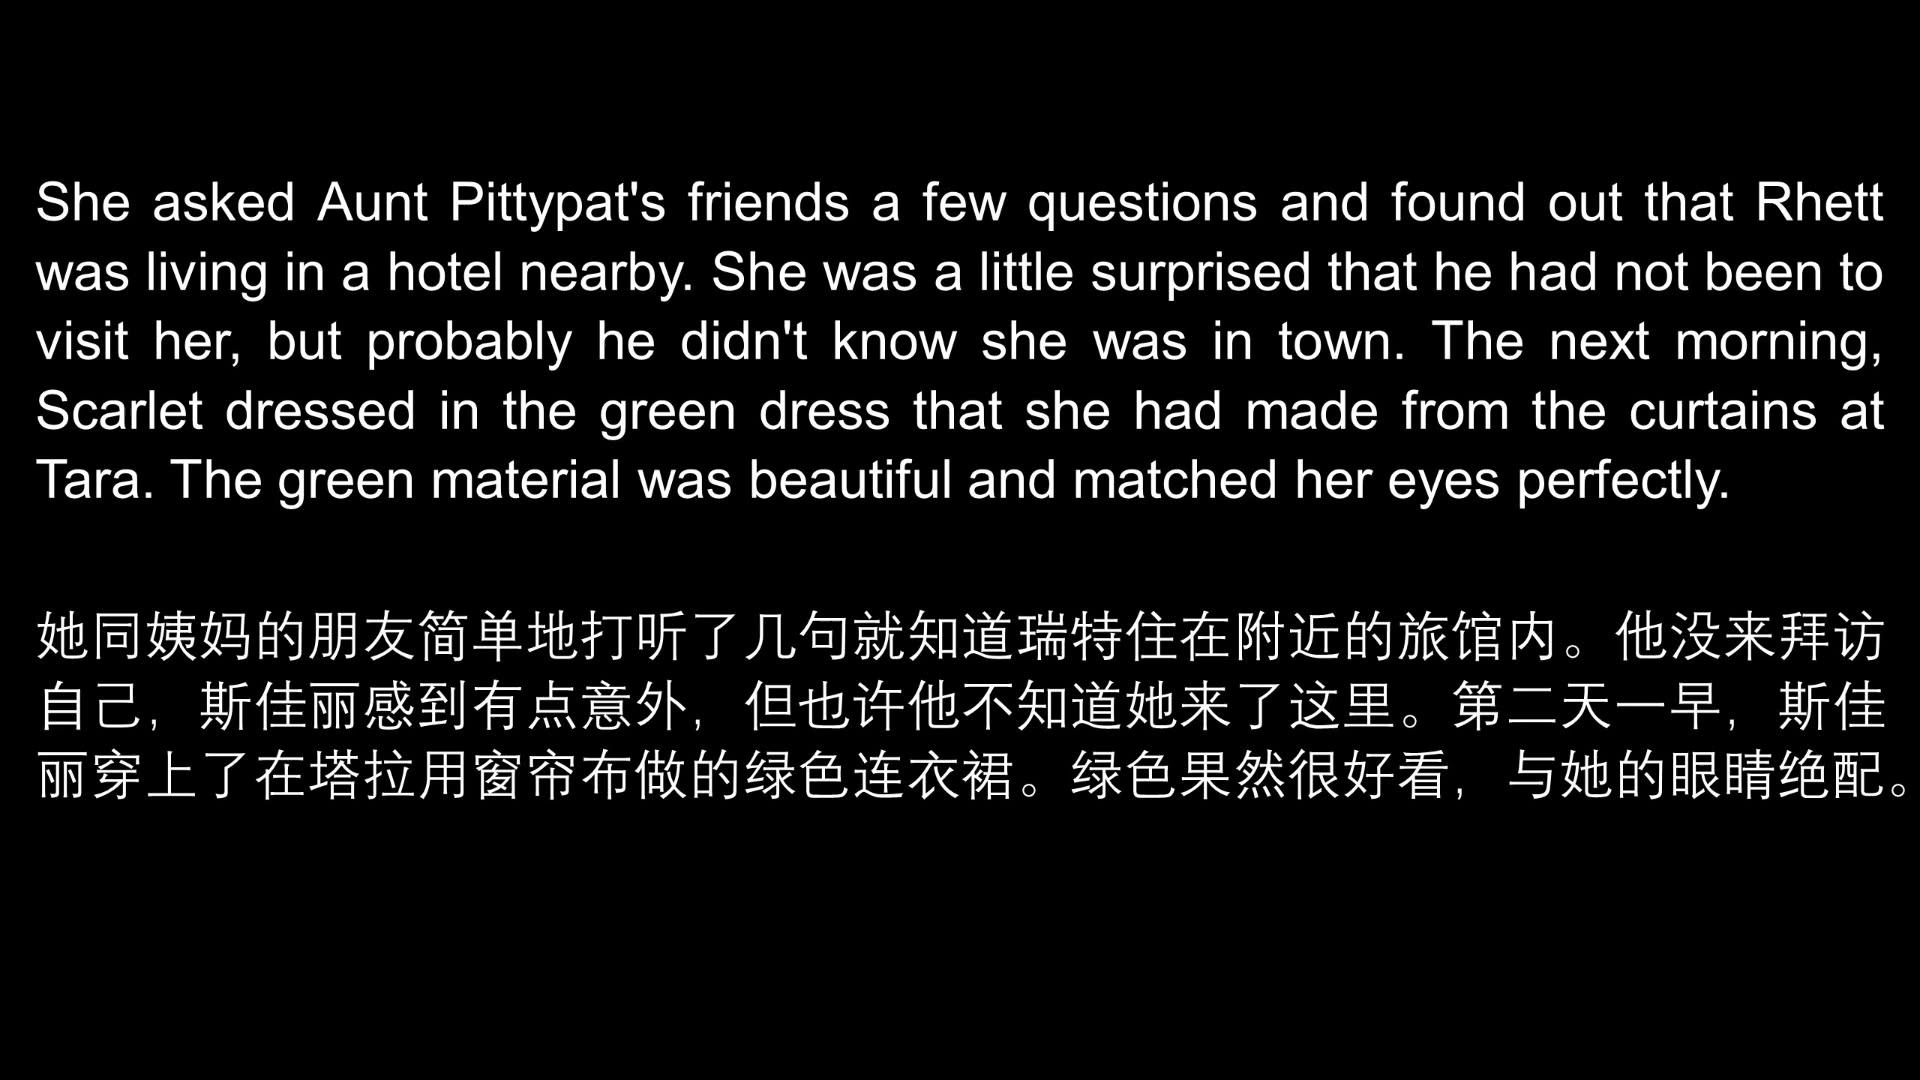 She asked Aunt Pittypat's friends a few questions and found out that Rhett
was living in a hotel nearby. She was a little surprised that he had not been to
visit her, but probably he didn't know she was in town. The next morning,
Scarlet dressed in the green dress that she had made from the curtains at
Tara. The green material was beautiful and matched her eyes perfectly.
她同姨妈的朋友简单地打听了几句就知道瑞特住在附近的旅馆内。他没来拜访
自己，斯佳丽感到有点意外，但也许他不知道她来了这里。第二天一早，斯佳
丽穿上了在塔拉用窗帘布做的绿色连衣裙。绿色果然很好看，与她的眼睛绝配。